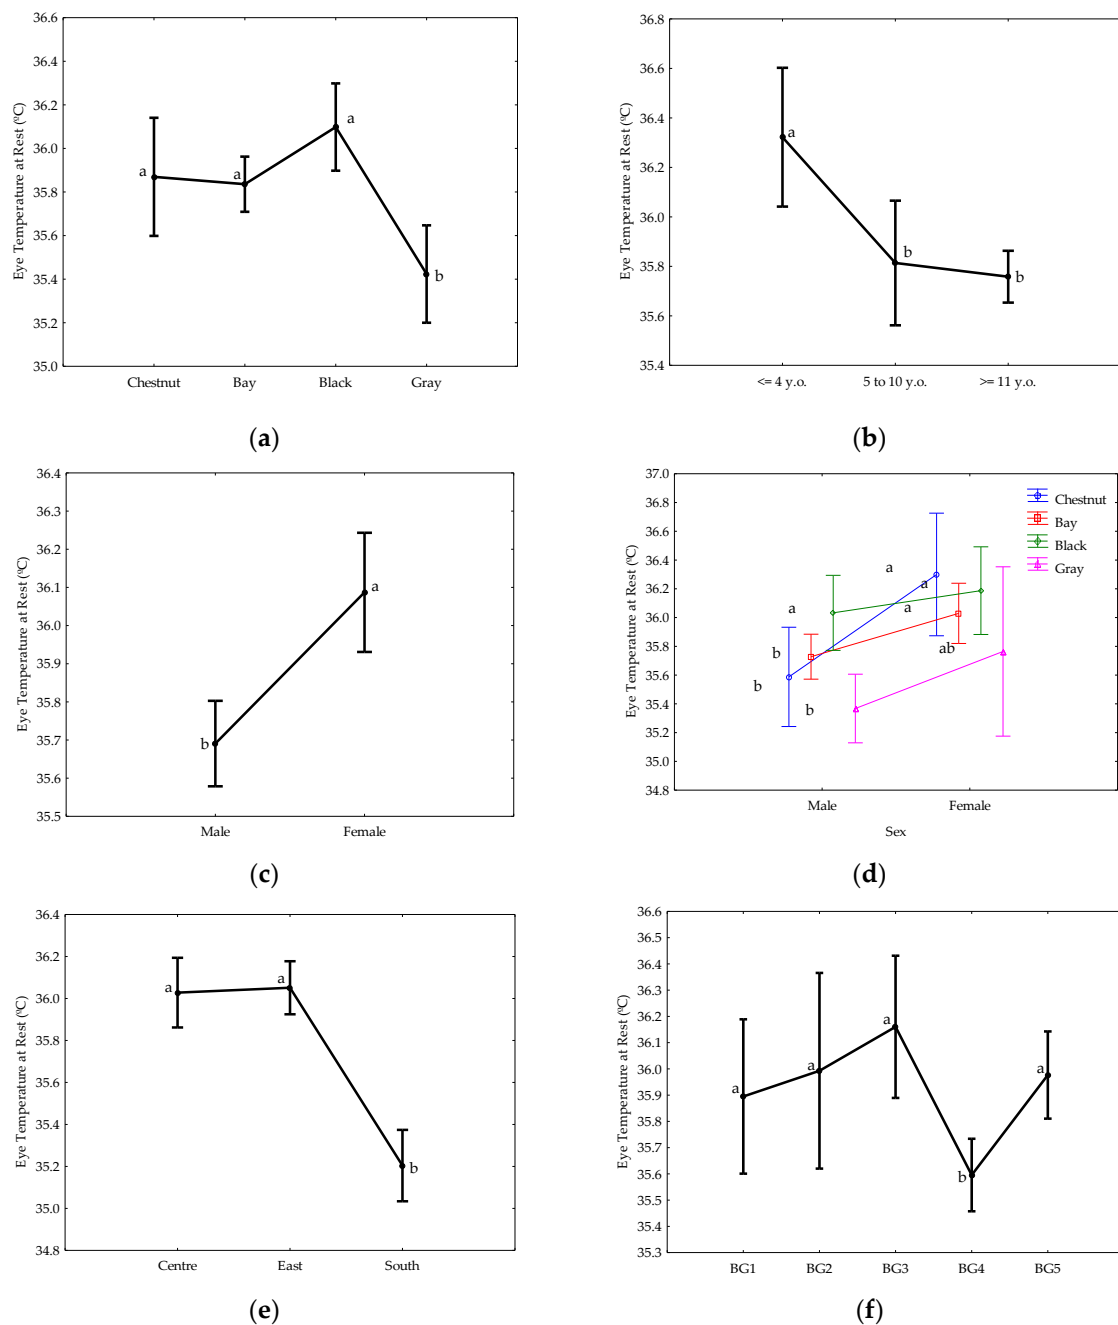 36.6
36.4
36.2
36.0
35.8
35.6
35.4
35.2
35.0
Eye Temperature at Rest (ºC)
a
a
a
b
Chestnut Bay Black Gray
(a)
36.8
36.6
36.4
36.2
36.0
35.8
35.6
35.4
Eye Temperature at Rest (ºC)
a
b
b
<= 4 y.o. 5 to 10 y.o. >= 11 y.o.
(b)
36.4
36.3
36.2
36.1
36.0
35.9
35.8
35.7
35.6
35.5
Eye Temperature at Rest (ºC)
b
a
Male Female
(c)
37.0
36.8
36.6
36.4
36.2
36.0
35.8
35.6
35.4
35.2
35.0
34.8
Eye Temperature at Rest (ºC)
Chestnut
Bay
Black
Gray
a
a
a
a
b
ab
b
b
Male Female
Sex
(d)
36.4
36.2
36.0
35.8
35.6
35.4
35.2
35.0
34.8
Eye Temperature at Rest (ºC)
a
a
b
Centre East South
(e)
36.6
36.5
36.4
36.3
36.2
36.1
36.0
35.9
35.8
35.7
35.6
35.5
35.4
35.3
Eye Temperature at Rest (ºC)
a
a
a
b
a
BG1 BG2 BG3 BG4 BG5
(f)